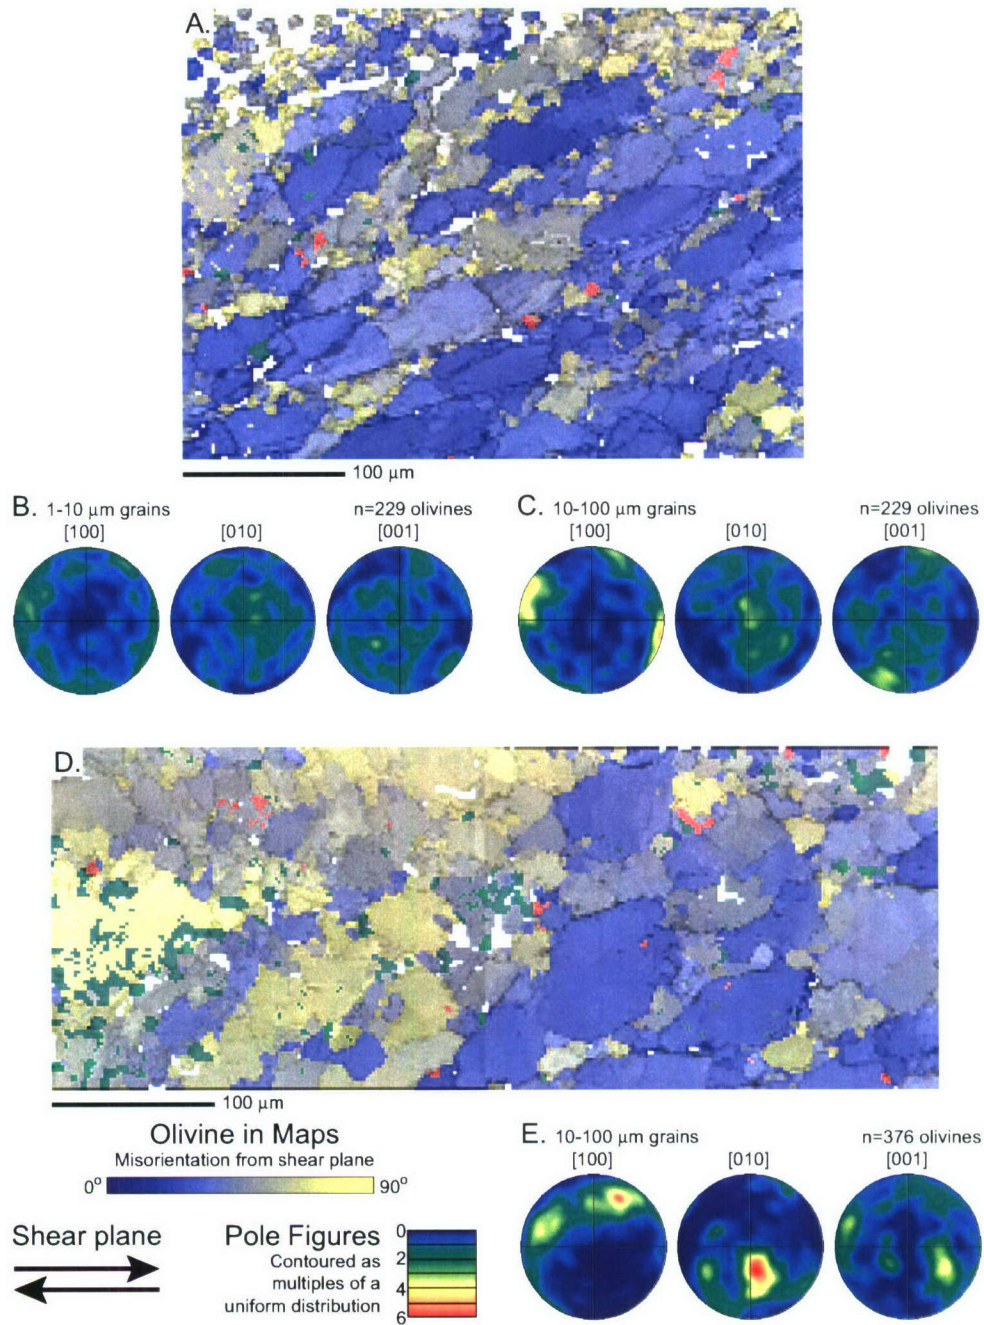 A.
100 μm
B. 1-10 μm grains n=229 olivines
[100] [010] [001]
C. 10-100 μm grains n=229 olivines
[100] [010] [001]
D.
100 μm
Olivine in Maps
Misorientation from shear plane
0° 90°
Shear plane
Pole Figures
Contoured as
multiples of a
uniform distribution
0
2
4
6
E. 10-100 μm grains n=376 olivines
[100] [010] [001]